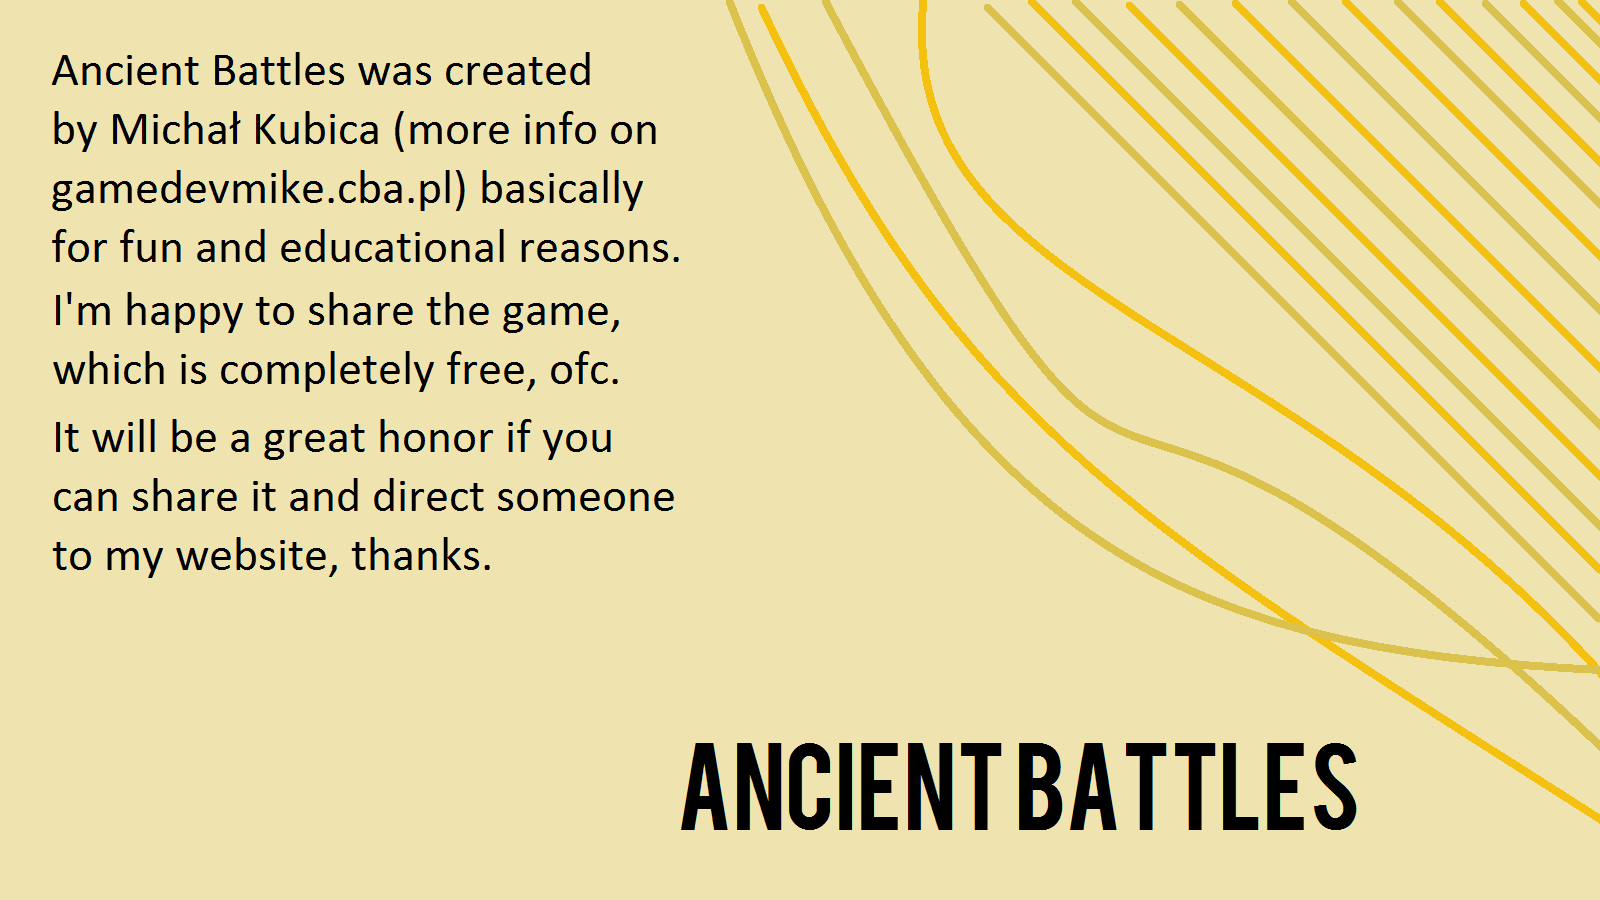 Ancient Battles was created
by Michał Kubica (more info on
gamedevmike.cba.pl) basically
for fun and educational reasons.
I'm happy to share the game,
which is completely free, ofc.
It will be a great honor if you
can share it and direct someone
to my website, thanks.
ANCIENT BATTLES